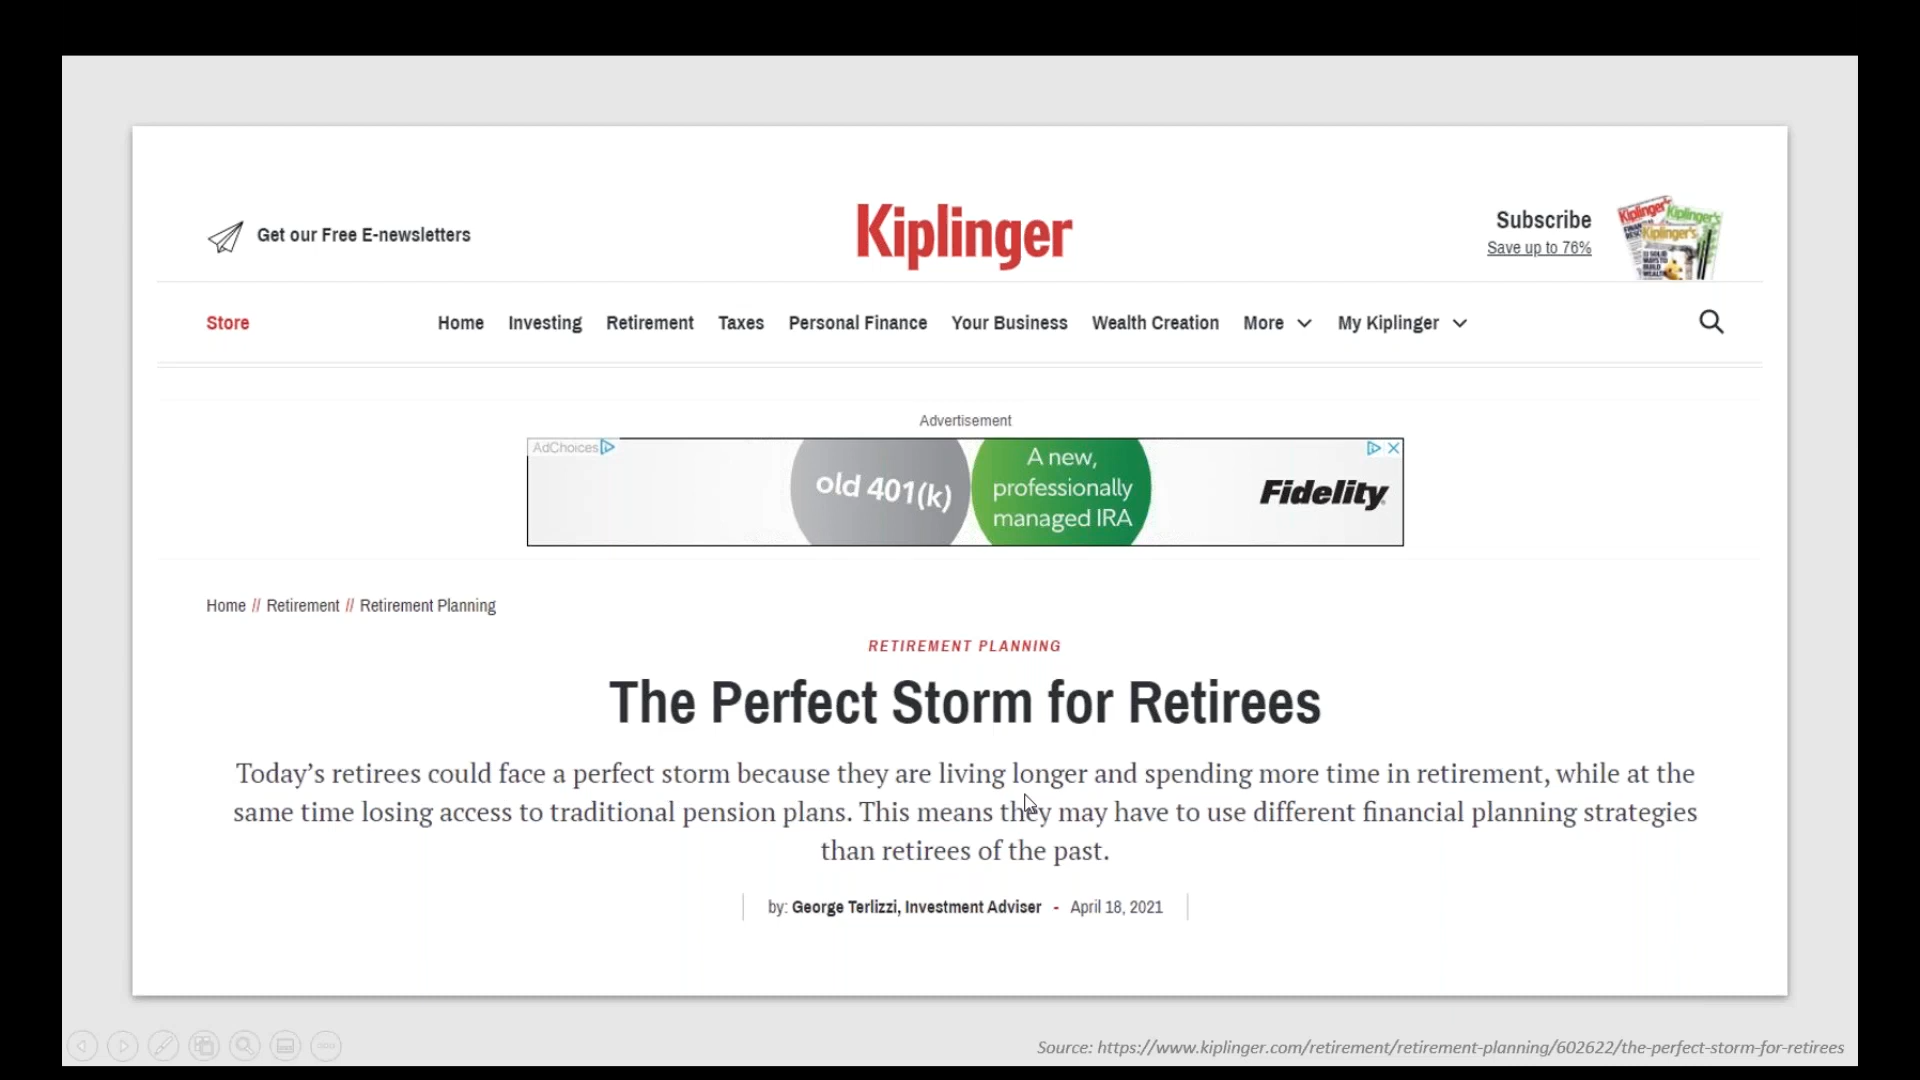 Get our Free E-newsletters
Kiplinger
Subscribe
Save up to 76%
Kiplinger's
Kiplinger's
Kiplinger's
Store
Home Investing Retirement Taxes Personal Finance Your Business Wealth Creation More My Kiplinger
Advertisement
AdChoices
old 401(k)
A new,
professionally
managed IRA
Fidelity
Home // Retirement // Retirement Planning
RETIREMENT PLANNING
The Perfect Storm for Retirees
Today's retirees could face a perfect storm because they are living longer and spending more time in retirement, while at the
same time losing access to traditional pension plans. This means they may have to use different financial planning strategies
than retirees of the past.
by: George Terlizzi, Investment Adviser - April 18, 2021
Source: https://www.kiplinger.com/retirement/retirement-planning/602622/the-perfect-storm-for-retirees